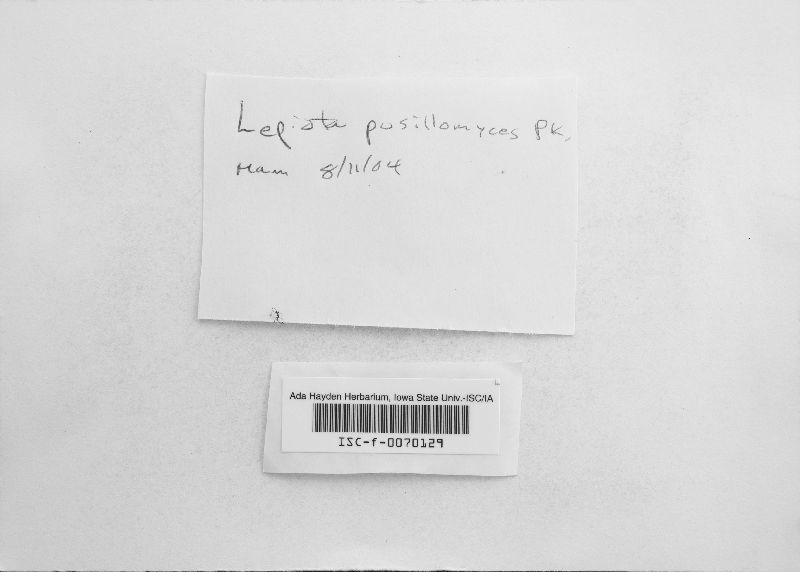 Lepiota pusillomyces Pk.
Ham 8/11/04
Ada Hayden Herbarium, Iowa State Univ.-ISC/IA
ISC-f-0070129